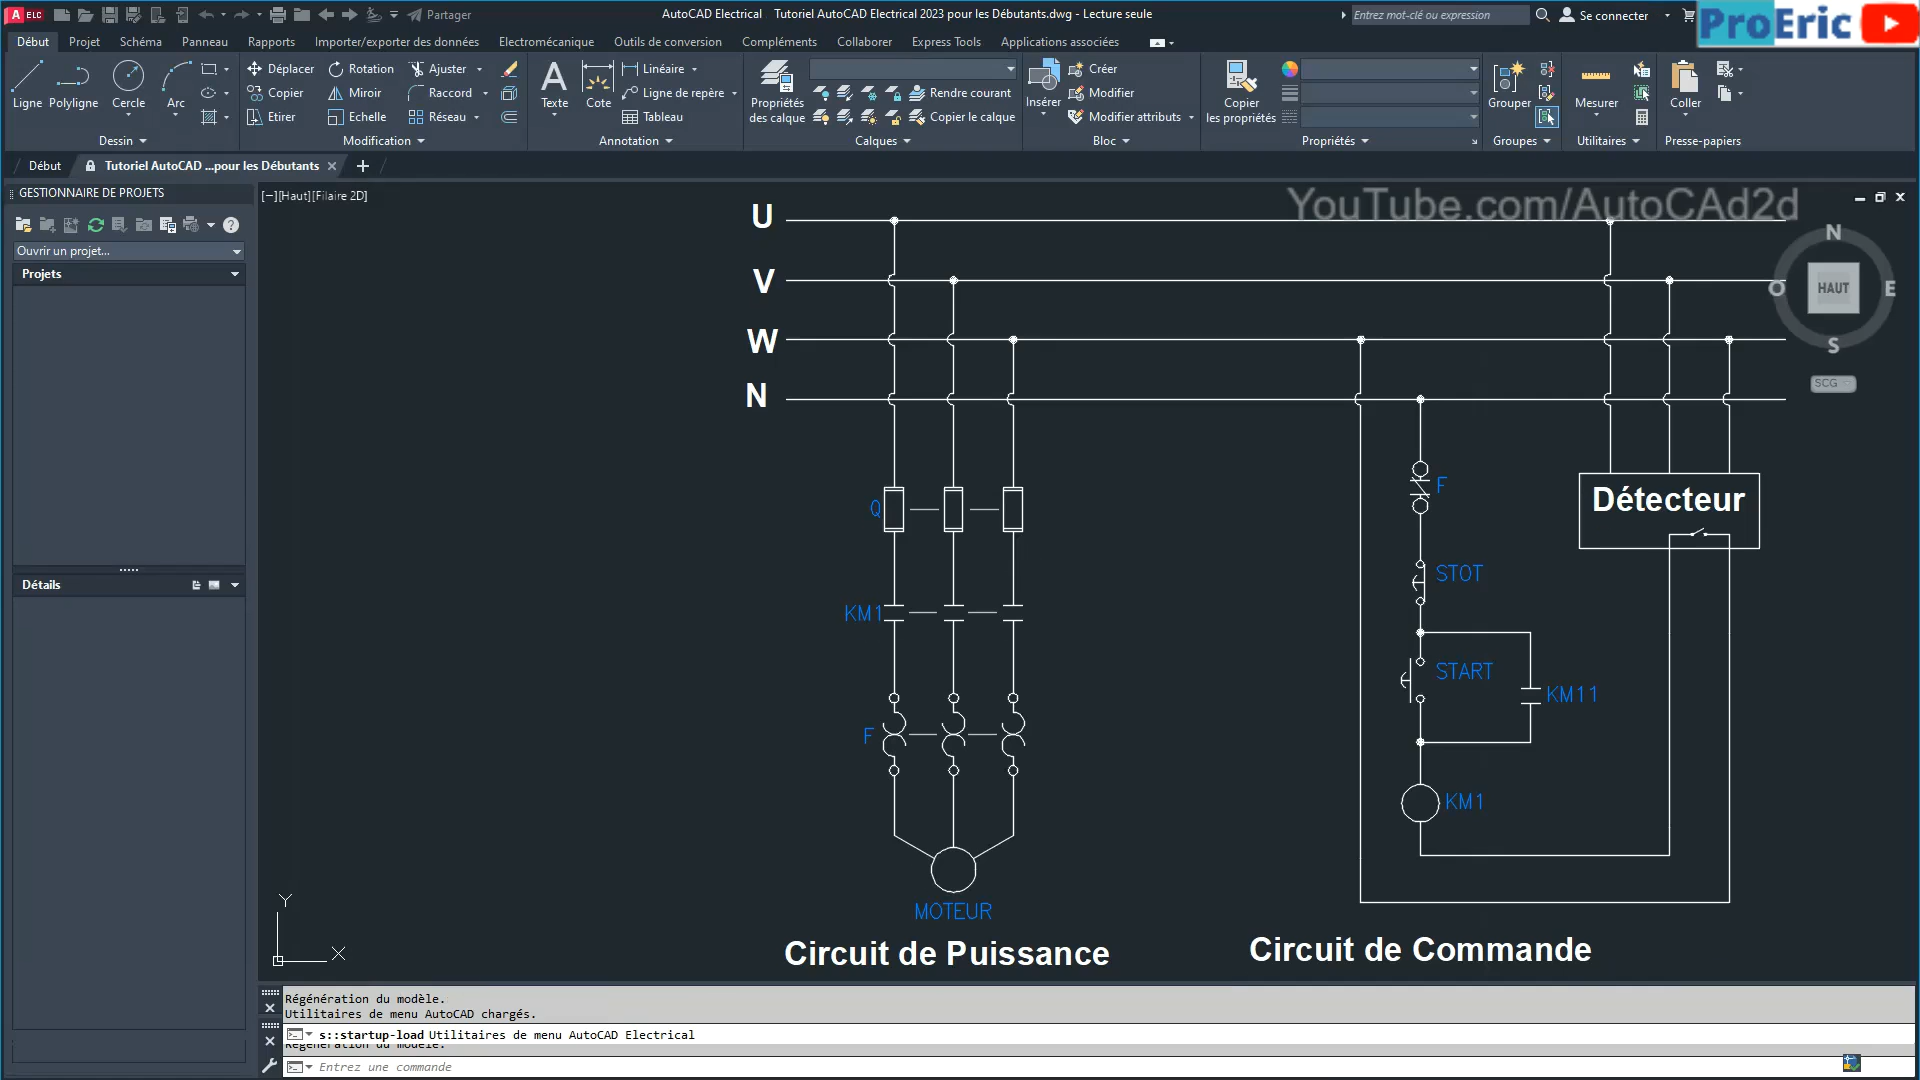 A ELC
Partager
AutoCAD Electrical Tutoriel AutoCAD Electrical 2023 pour les Débutants.dwg - Lecture seule
Entrez mot-clé ou expression
Se connecter
ProEric
Début Projet Schéma Panneau Rapports Importer/exporter des données Electromécanique Outils de conversion Compléments Collaborer Express Tools Applications associées
Ligne Polyligne Cercle Arc
Dessin
Déplacer Rotation Ajuster
Copier Miroir Raccord
Etirer Echelle Réseau
Modification
Texte Cote
Linéaire
Ligne de repère
Tableau
Annotation
Propriétés
des calque
Rendre courant
Copier le calque
Calques
Insérer
Créer
Modifier
Modifier attributs
Bloc
Copier
les propriétés
Propriétés
Grouper
Groupes
Mesurer
Utilitaires
Coller
Presse-papiers
Début
Tutoriel AutoCAD ...pour les Débutants
GESTIONNAIRE DE PROJETS
Ouvrir un projet...
Projets
Détails
[−][Haut][Filaire 2D]
YouTube.com/AutoCAd2d
N
O HAUT E
S
SCG
U
V
W
N
Q
KM1
F
MOTEUR
Circuit de Puissance
F
STOT
START
KM11
KM1
Détecteur
Circuit de Commande
Y
X
Régénération du modèle.
Utilitaires de menu AutoCAD chargés.
s::startup-load Utilitaires de menu AutoCAD Electrical
Régénération du modèle.
Entrez une commande